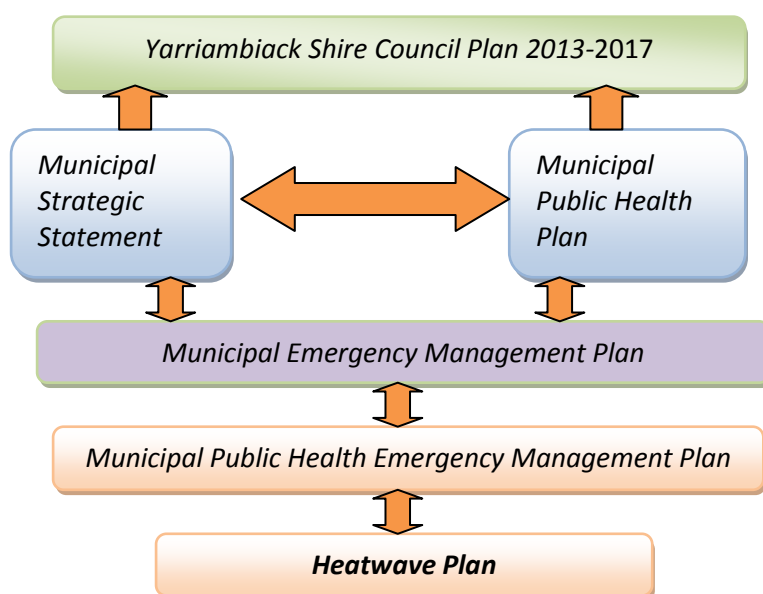 Yarriambiack Shire Council Plan 2013-2017
Municipal
Strategic
Statement
Municipal
Public Health
Plan
Municipal Emergency Management Plan
Municipal Public Health Emergency Management Plan
Heatwave Plan